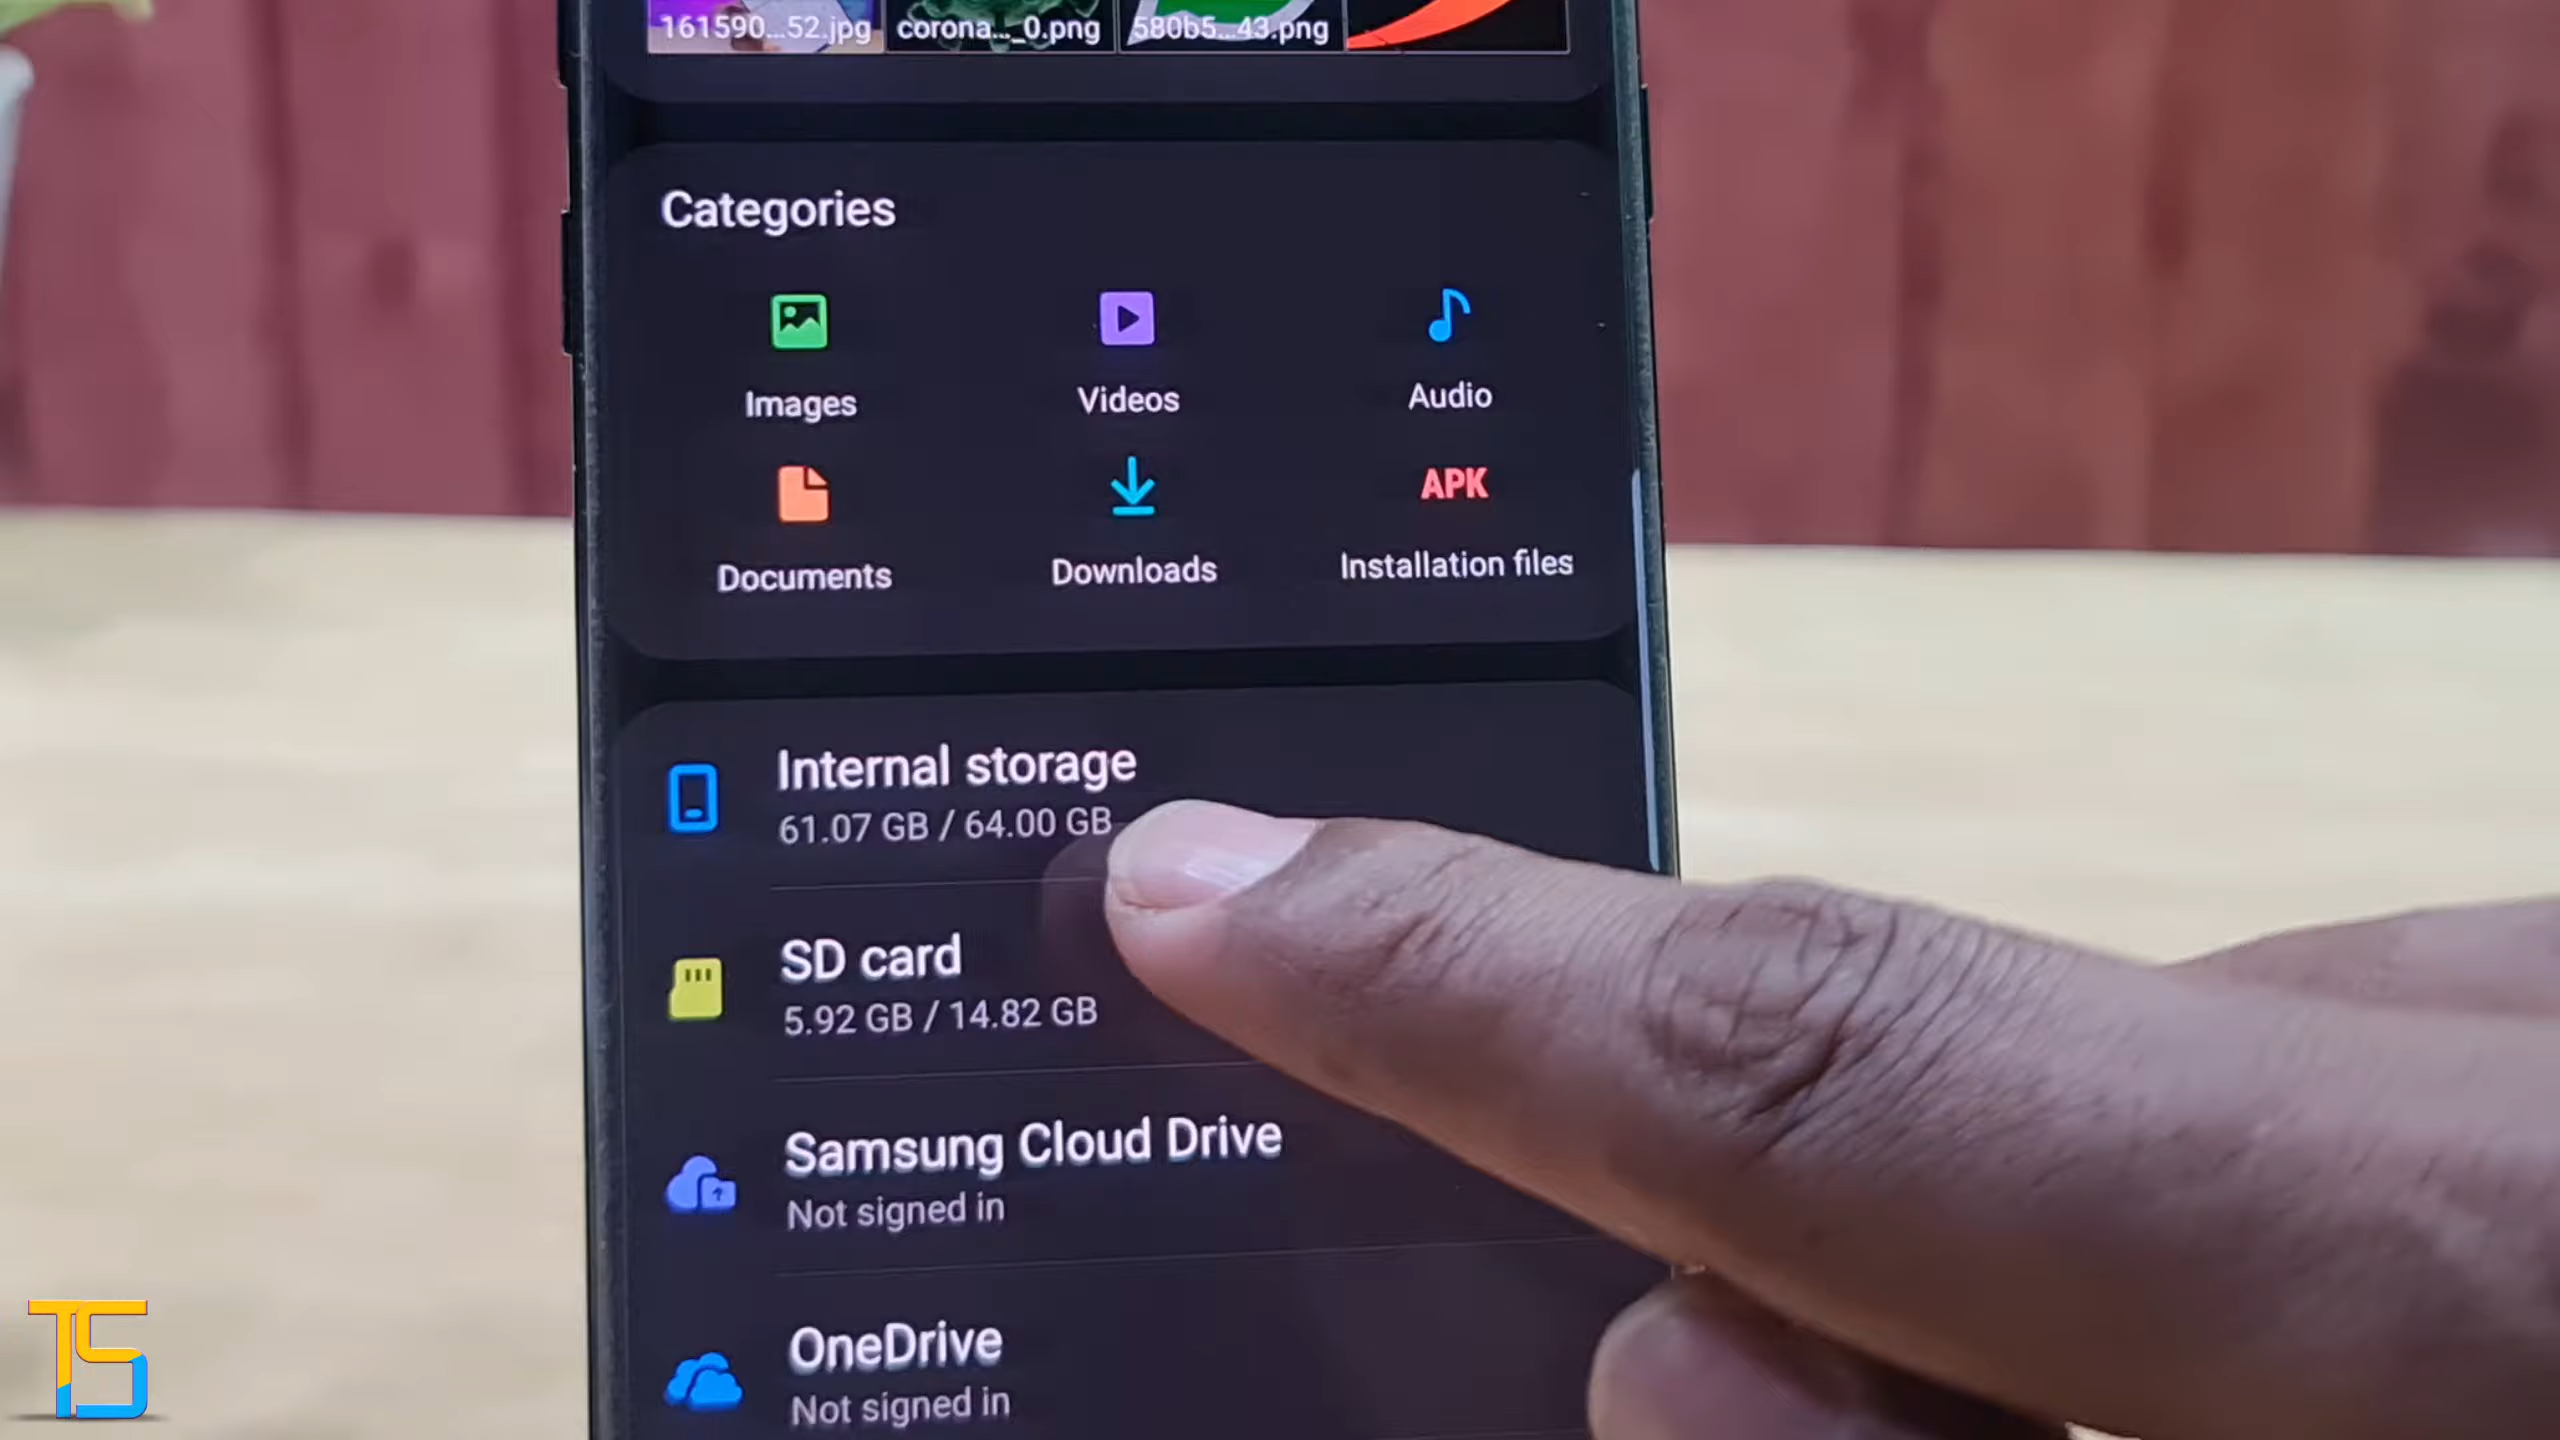 161590...52.jpg
corona..._0.png
580b5...43.png
Categories
Images
Videos
Audio
APK
Documents
Downloads
Installation files
Internal storage
61.07 GB / 64.00 GB
SD card
5.92 GB / 14.82 GB
Samsung Cloud Drive
Not signed in
OneDrive
Not signed in
TS